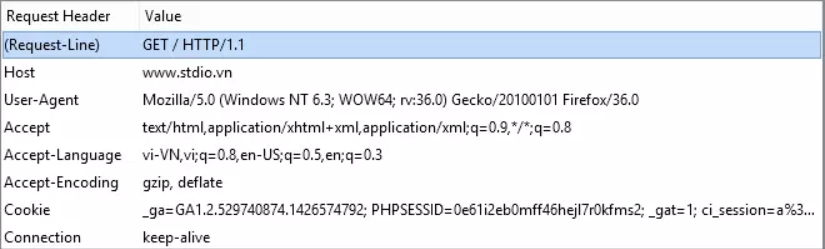 Request Header Value
(Request-Line) GET / HTTP/1.1
Host www.stdio.vn
User-Agent Mozilla/5.0 (Windows NT 6.3; WOW64; rv:36.0) Gecko/20100101 Firefox/36.0
Accept text/html,application/xhtml+xml,application/xml;q=0.9,*/*;q=0.8
Accept-Language vi-VN,vi;q=0.8,en-US;q=0.5,en;q=0.3
Accept-Encoding gzip, deflate
Cookie _ga=GA1.2.529740874.1426574792; PHPSESSID=0e61i2eb0mff46hejl7r0kfms2; _gat=1; ci_session=a%3...
Connection keep-alive